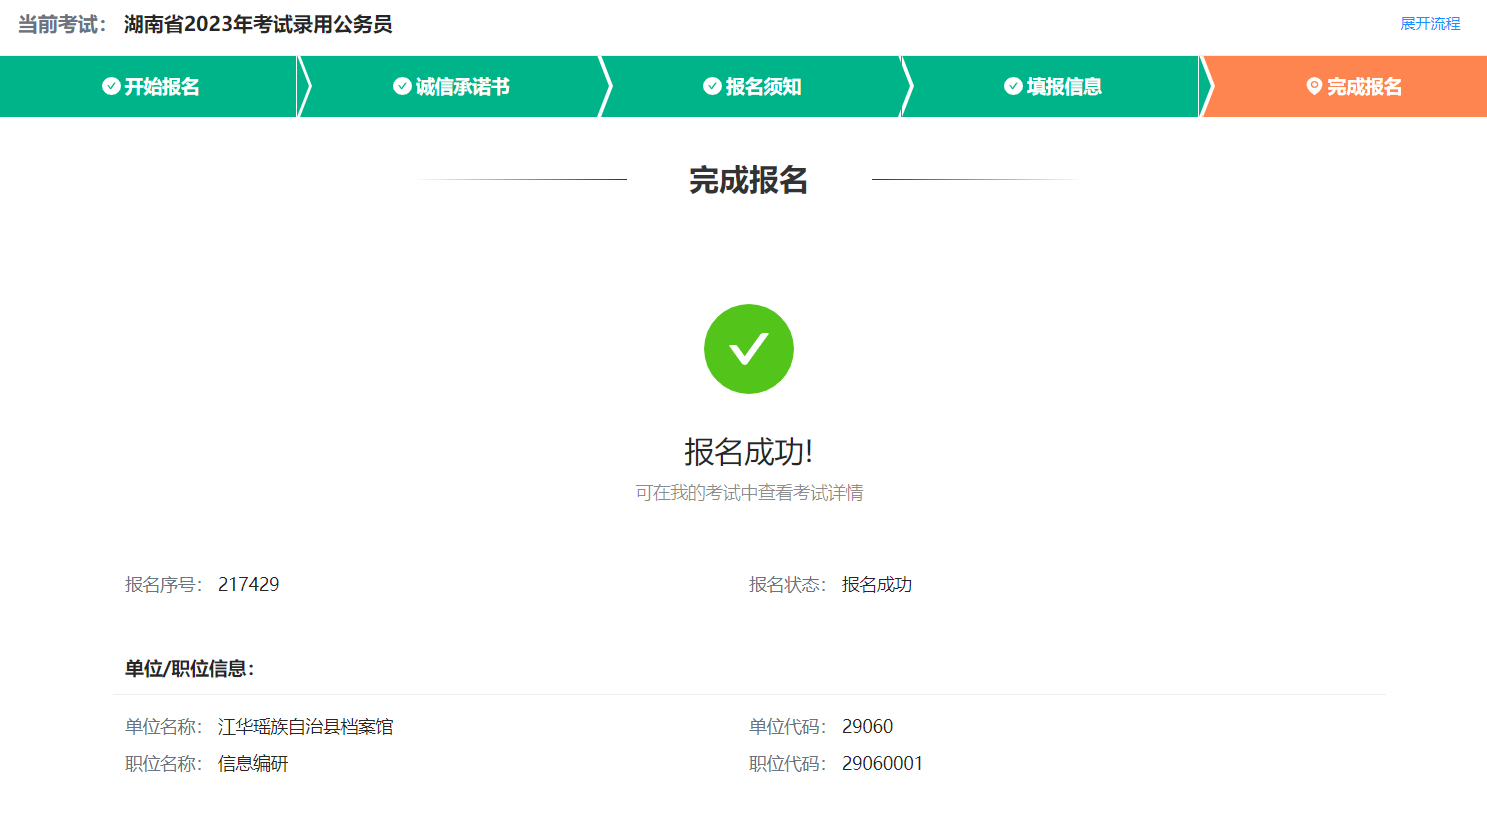 当前考试： 湖南省2023年考试录用公务员 展开流程
开始报名 诚信承诺书 报名须知 填报信息 完成报名
完成报名
报名成功!
可在我的考试中查看考试详情
报名序号： 217429 报名状态： 报名成功
单位/职位信息：
单位名称： 江华瑶族自治县档案馆 单位代码： 29060
职位名称： 信息编研 职位代码： 29060001